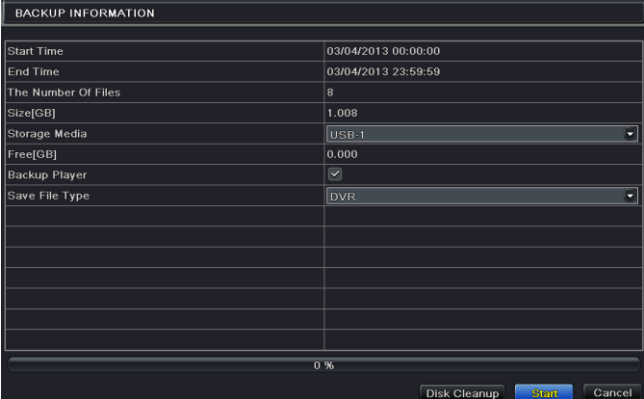 BACKUP INFORMATION
Start Time 03/04/2013 00:00:00
End Time 03/04/2013 23:59:59
The Number Of Files 8
Size[GB] 1.008
Storage Media USB-1
Free[GB] 0.000
Backup Player
Save File Type DVR
0 %
Disk Cleanup Start Cancel